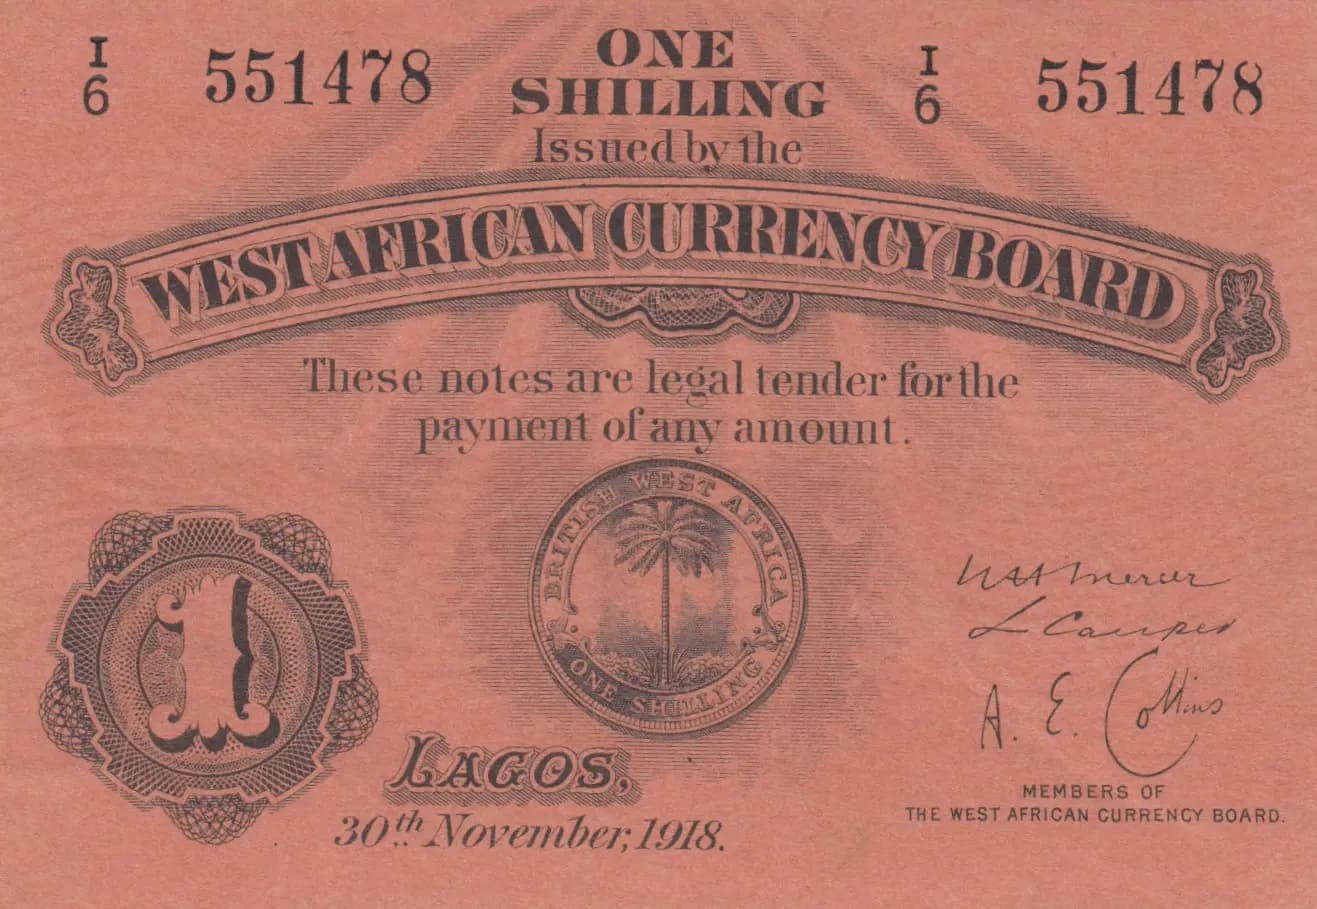 I
6
551478
ONE
SHILLING
I
6
551478
Issued by the
WEST AFRICAN CURRENCY BOARD
These notes are legal tender for the
payment of any amount.
BRITISH WEST AFRICA
ONE SHILLING
1
LAGOS,
30th November, 1918.
A. E. Collins
MEMBERS OF
THE WEST AFRICAN CURRENCY BOARD.